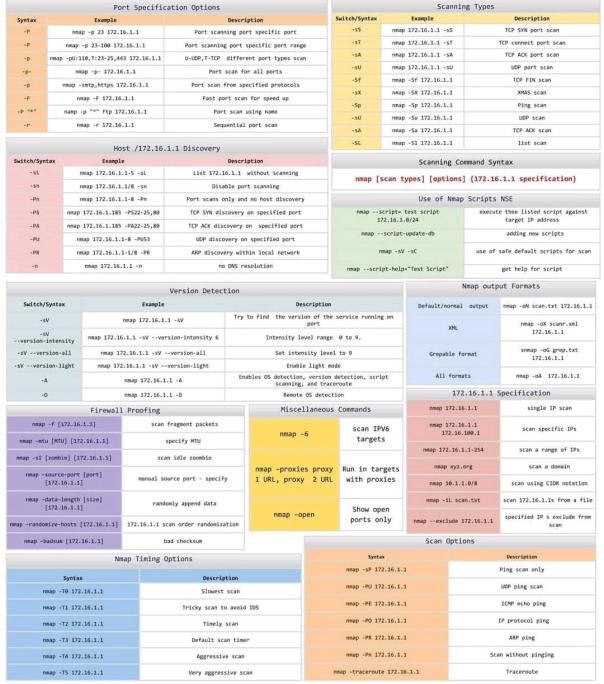 Port Specification Options
Syntax Example Description
-P nmap -p 23 172.16.1.1 Port scanning port specific port
-p nmap -p 23-100 172.16.1.1 Port scanning port specific port range
-p nmap -pU:110,T:23-25,443 172.16.1.1 U-UDP,T-TCP different port types scan
-p- nmap -p- 172.16.1.1 Port scan for all ports
-p nmap -smtp,https 172.16.1.1 Port scan from specified protocols
-F nmap -F 172.16.1.1 Fast port scan for speed up
-P "*" namp -p "*" ftp 172.16.1.1 Port scan using name
-r nmap -r 172.16.1.1 Sequential port scan
Scanning Types
Switch/Syntax Example Description
-sS nmap 172.16.1.1 -sS TCP SYN port scan
-sT nmap 172.16.1.1 -sT TCP connect port scan
-sA nmap 172.16.1.1 -sA TCP ACK port scan
-sU nmap 172.16.1.1 -sU UDP port scan
-Sf nmap -Sf 172.16.1.1 TCP FIN scan
-sX nmap -SX 172.16.1.1 XMAS scan
-Sp nmap -Sp 172.16.1.1 Ping scan
-sU nmap -Su 172.16.1.1 UDP scan
-sA nmap -Sa 172.16.1.1 TCP ACK scan
-SL nmap -Sl 172.16.1.1 list scan
Host /172.16.1.1 Discovery
Switch/Syntax Example Description
-sL nmap 172.16.1.1-5 -sL List 172.16.1.1 without scanning
-sn nmap 172.16.1.1/8 -sn Disable port scanning
-Pn nmap 172.16.1.1-8 -Pn Port scans only and no host discovery
-PS nmap 172.16.1.185 -PS22-25,80 TCP SYN discovery on specified port
-PA nmap 172.16.1.185 -PA22-25,80 TCP ACK discovery on specified port
-PU nmap 172.16.1.1-8 -PU53 UDP discovery on specified port
-PR nmap 172.16.1.1-1/8 -PR ARP discovery within local network
-n nmap 172.16.1.1 -n no DNS resolution
Scanning Command Syntax
nmap [scan types] [options] {172.16.1.1 specification}
Use of Nmap Scripts NSE
nmap --script= test script 172.16.1.0/24 execute thee listed script against target IP address
nmap --script-update-db adding new scripts
nmap -sV -sC use of safe default scripts for scan
nmap --script-help="Test Script" get help for script
Version Detection
Switch/Syntax Example Description
-sV nmap 172.16.1.1 -sV Try to find the version of the service running on port
-sV --version-intensity nmap 172.16.1.1 -sV --version-intensity 6 Intensity level range 0 to 9.
-sV --version-all nmap 172.16.1.1 -sV --version-all Set intensity level to 9
-sV --version-light nmap 172.16.1.1 -sV --version-light Enable light mode
-A nmap 172.16.1.1 -A Enables OS detection, version detection, script scanning, and traceroute
-O nmap 172.16.1.1 -O Remote OS detection
Nmap output Formats
Default/normal output nmap -oN scan.txt 172.16.1.1
XML nmap -oX scanr.xml 172.16.1.1
Grepable format snmap -oG grep.txt 172.16.1.1
All formats nmap -oA 172.16.1.1
Firewall Proofing
nmap -f [172.16.1.1] scan fragment packets
nmap -mtu [MTU] [172.16.1.1] specify MTU
nmap -sI [zombie] [172.16.1.1] scan idle zoombie
nmap -source-port [port] [172.16.1.1] manual source port - specify
nmap -data-length [size] [172.16.1.1] randomly append data
nmap -randomize-hosts [172.16.1.1] 172.16.1.1 scan order randomization
nmap -badsum [172.16.1.1] bad checksum
Miscellaneous Commands
nmap -6 scan IPV6 targets
nmap -proxies proxy 1 URL, proxy 2 URL Run in targets with proxies
nmap -open Show open ports only
172.16.1.1 Specification
nmap 172.16.1.1 single IP scan
nmap 172.16.1.1 172.16.100.1 scan specific IPs
nmap 172.16.1.1-254 scan a range of IPs
nmap xyz.org scan a domain
nmap 10.1.1.0/8 scan using CIDR notation
nmap -iL scan.txt scan 172.16.1.1s from a file
nmap --exclude 172.16.1.1 specified IP s exclude from scan
Nmap Timing Options
Syntax Description
nmap -T0 172.16.1.1 Slowest scan
nmap -T1 172.16.1.1 Tricky scan to avoid IDS
nmap -T2 172.16.1.1 Timely scan
nmap -T3 172.16.1.1 Default scan timer
nmap -T4 172.16.1.1 Aggressive scan
nmap -T5 172.16.1.1 Very aggressive scan
Scan Options
Syntax Description
nmap -sP 172.16.1.1 Ping scan only
nmap -PU 172.16.1.1 UDP ping scan
nmap -PE 172.16.1.1 ICMP echo ping
nmap -PO 172.16.1.1 IP protocol ping
nmap -PR 172.16.1.1 ARP ping
nmap -Pn 172.16.1.1 Scan without pinging
nmap -traceroute 172.16.1.1 Traceroute